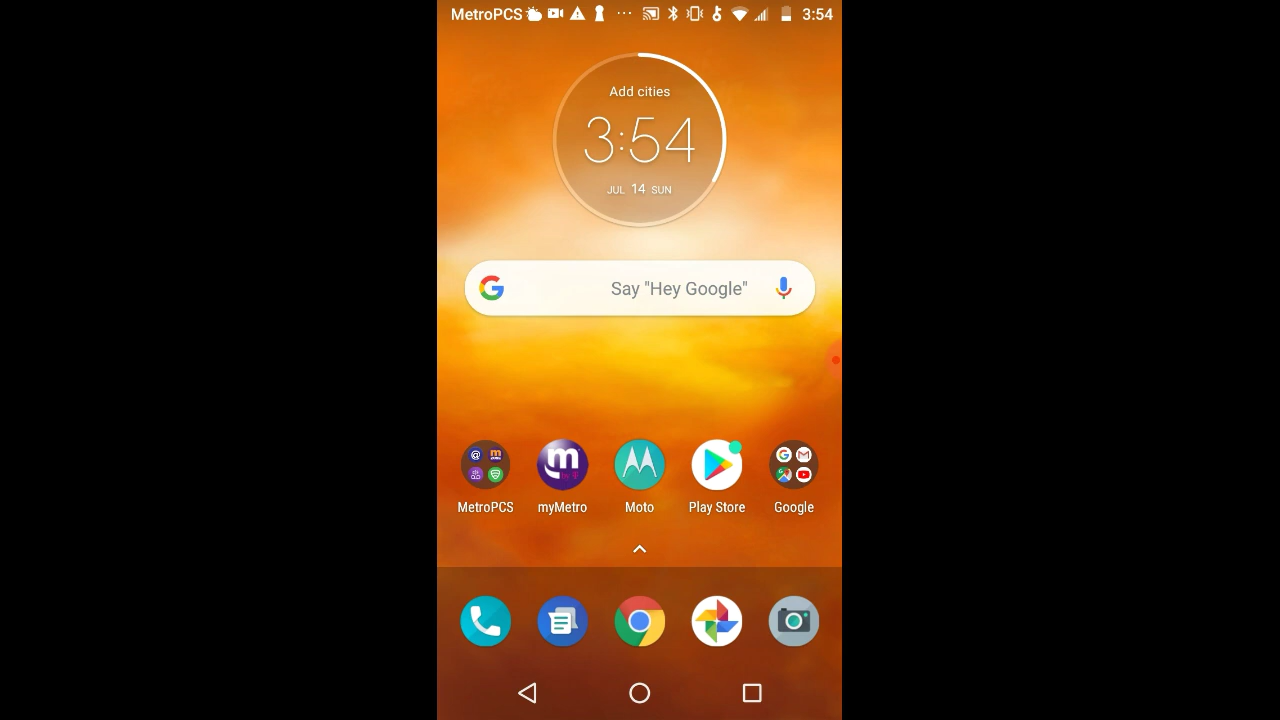 MetroPCS 3:54
Add cities
3:54
JUL 14 SUN
Say "Hey Google"
MetroPCS myMetro Moto Play Store Google